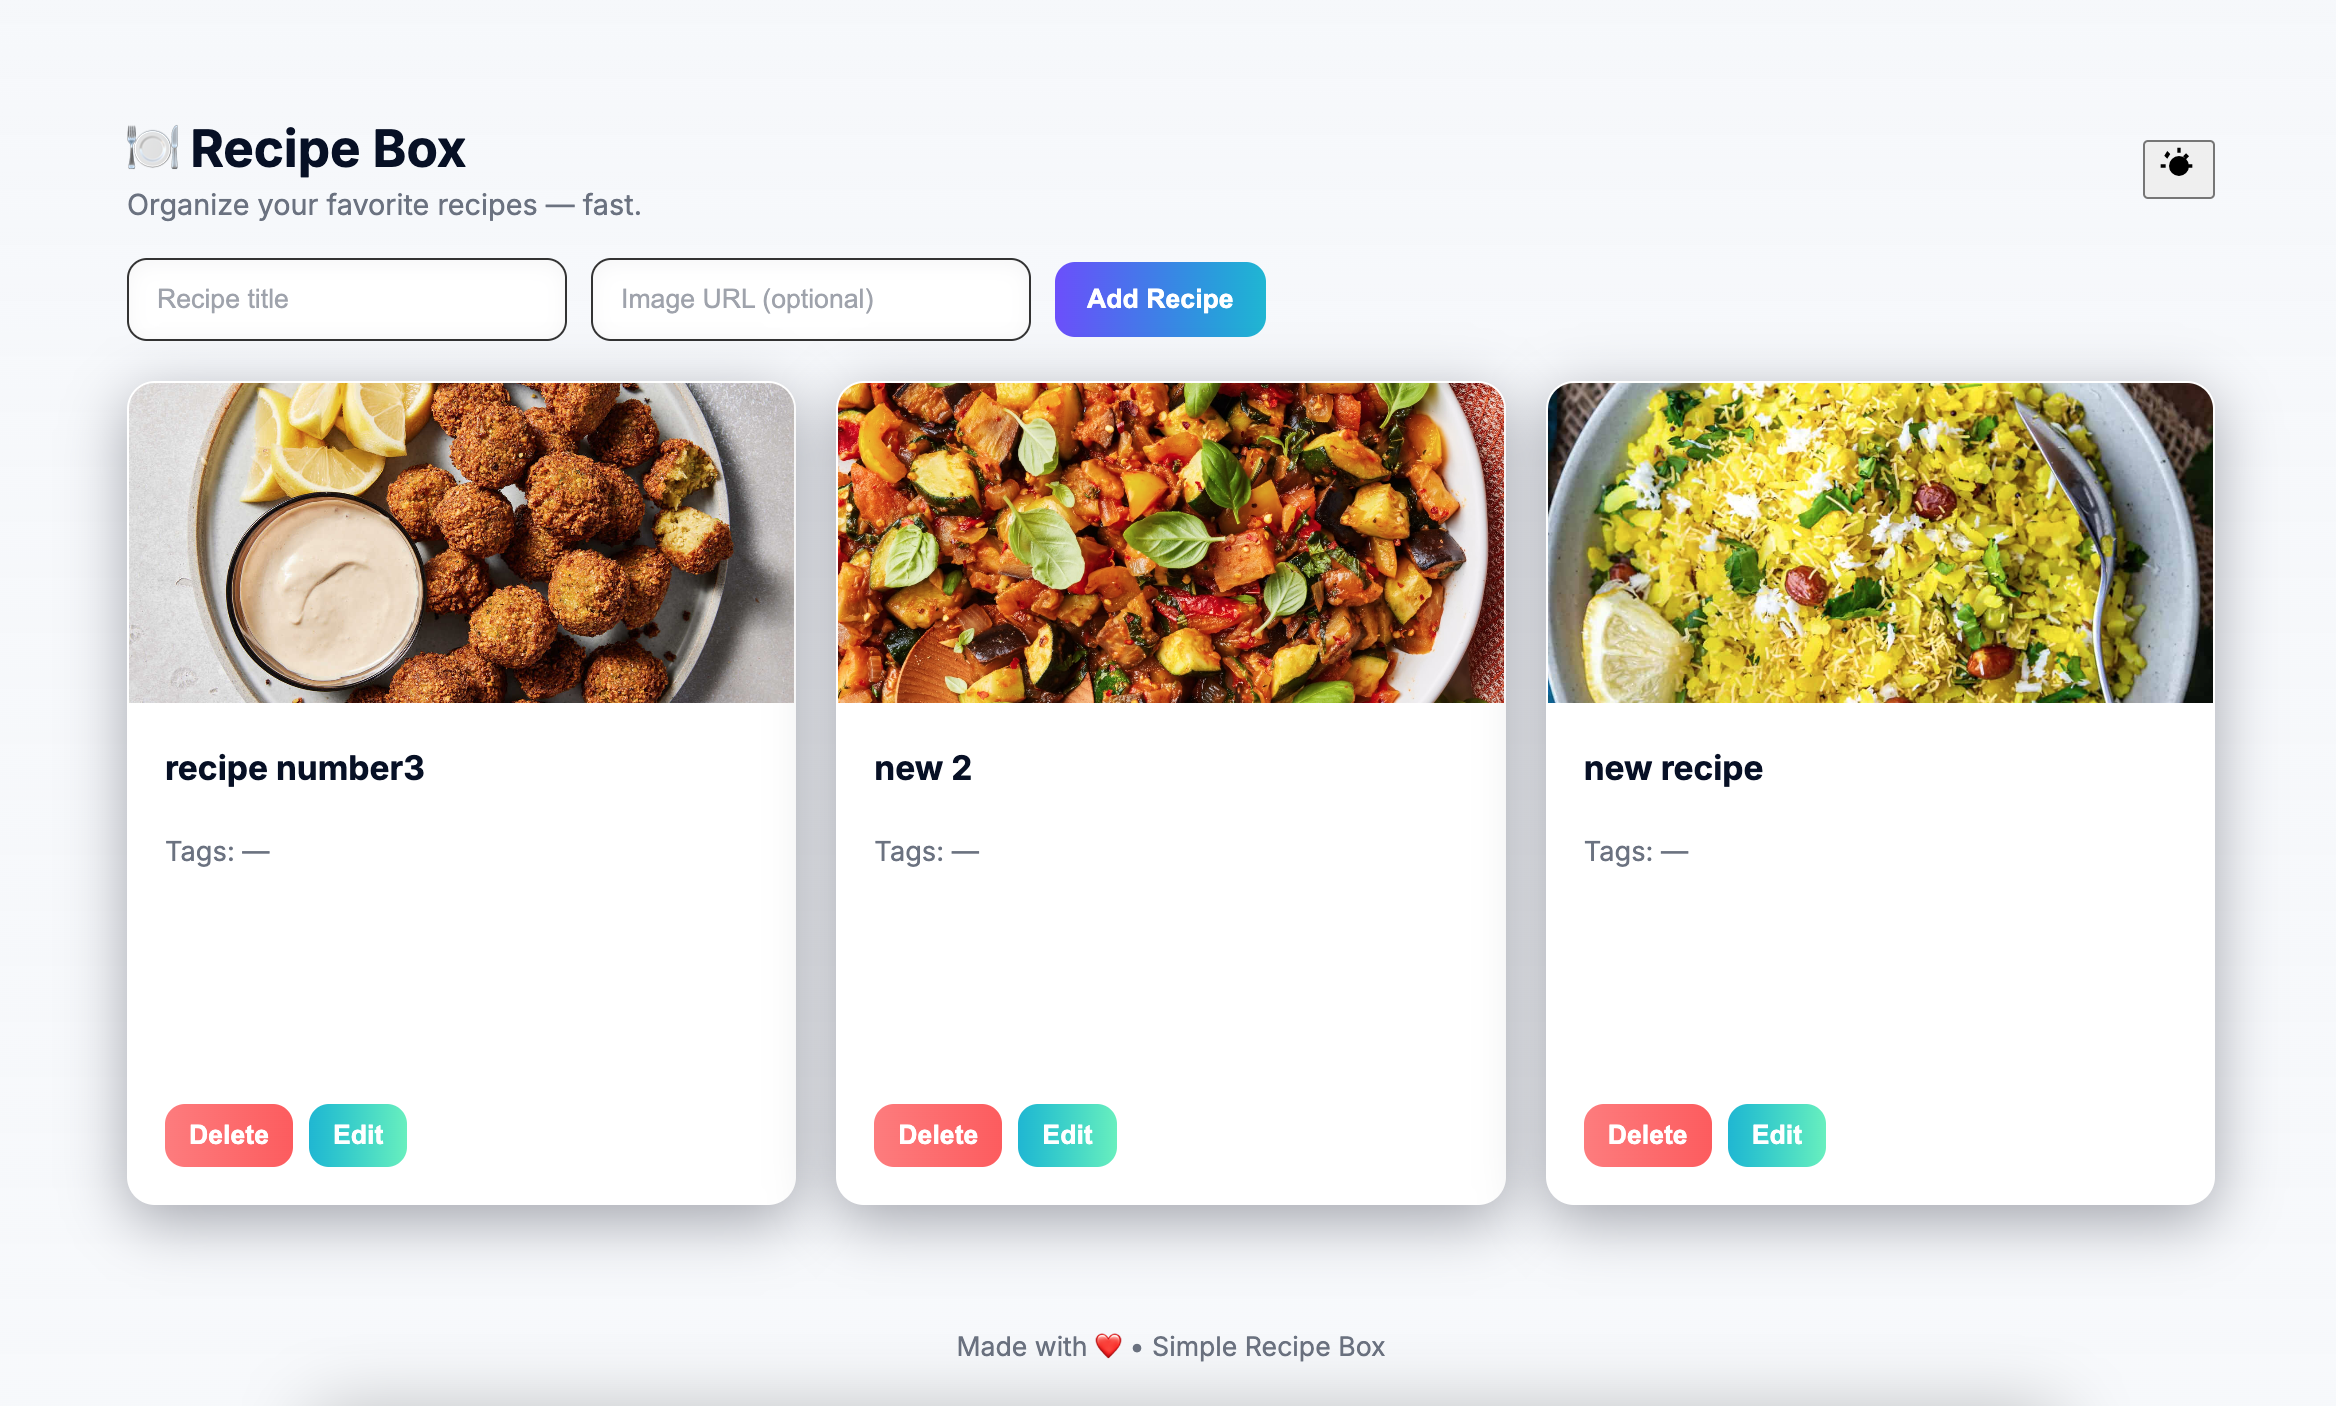 🍽️ Recipe Box
Organize your favorite recipes — fast.
Recipe title
Image URL (optional)
Add Recipe
recipe number3
Tags: —
Delete
Edit
new 2
Tags: —
Delete
Edit
new recipe
Tags: —
Delete
Edit
Made with ❤️ • Simple Recipe Box